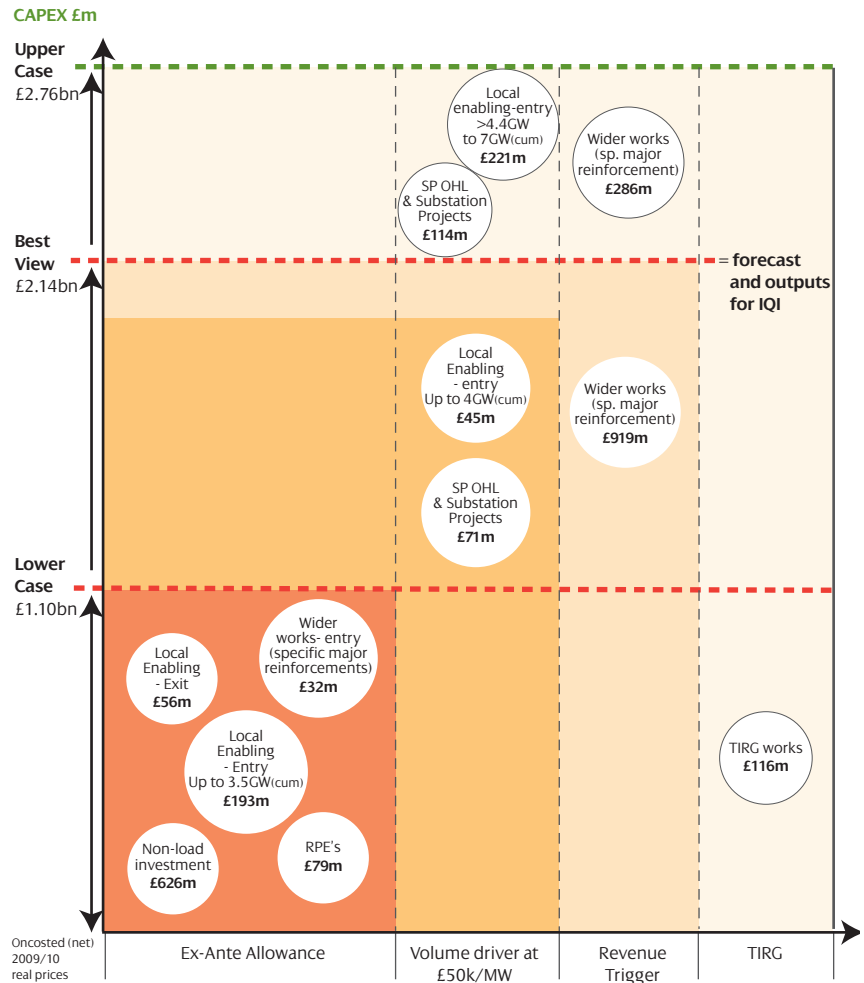 CAPEX £m
Upper
Case
£2.76bn
Local
enabling-entry
>4.4GW
to 7GW(cum)
£221m
Wider works
(sp. major
reinforcement)
£286m
SP OHL
& Substation
Projects
£114m
Best
View
£2.14bn
= forecast
and outputs
for IQI
Local
Enabling
- entry
Up to 4GW(cum)
£45m
Wider works
(sp. major
reinforcement)
£919m
SP OHL
& Substation
Projects
£71m
Lower
Case
£1.10bn
Wider
works- entry
(specific major
reinforcements)
£32m
Local
Enabling
- Exit
£56m
Local
Enabling
- Entry
Up to 3.5GW(cum)
£193m
TIRG works
£116m
Non-load
investment
£626m
RPE's
£79m
Oncosted (net)
2009/10
real prices
Ex-Ante Allowance
Volume driver at
£50k/MW
Revenue
Trigger
TIRG